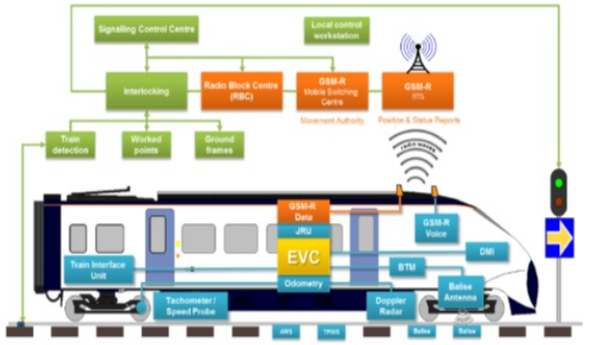 Signalling Control Centre
Local control
workstation
Interlocking
Radio Block Centre
(RBC)
GSM-R
Mobile Switching
Centre
GSM-R
BTS
Movement Authority
Position & Status Reports
Train
detection
Worked
points
Ground
frames
radio waves
GSM-R
Data
JRU
EVC
Odometry
GSM-R
Voice
DMI
BTM
Train Interface
Unit
Balise
Antenna
Tachometer /
Speed Probe
Doppler
Radar
AWS
TPWS
Balise
Balise